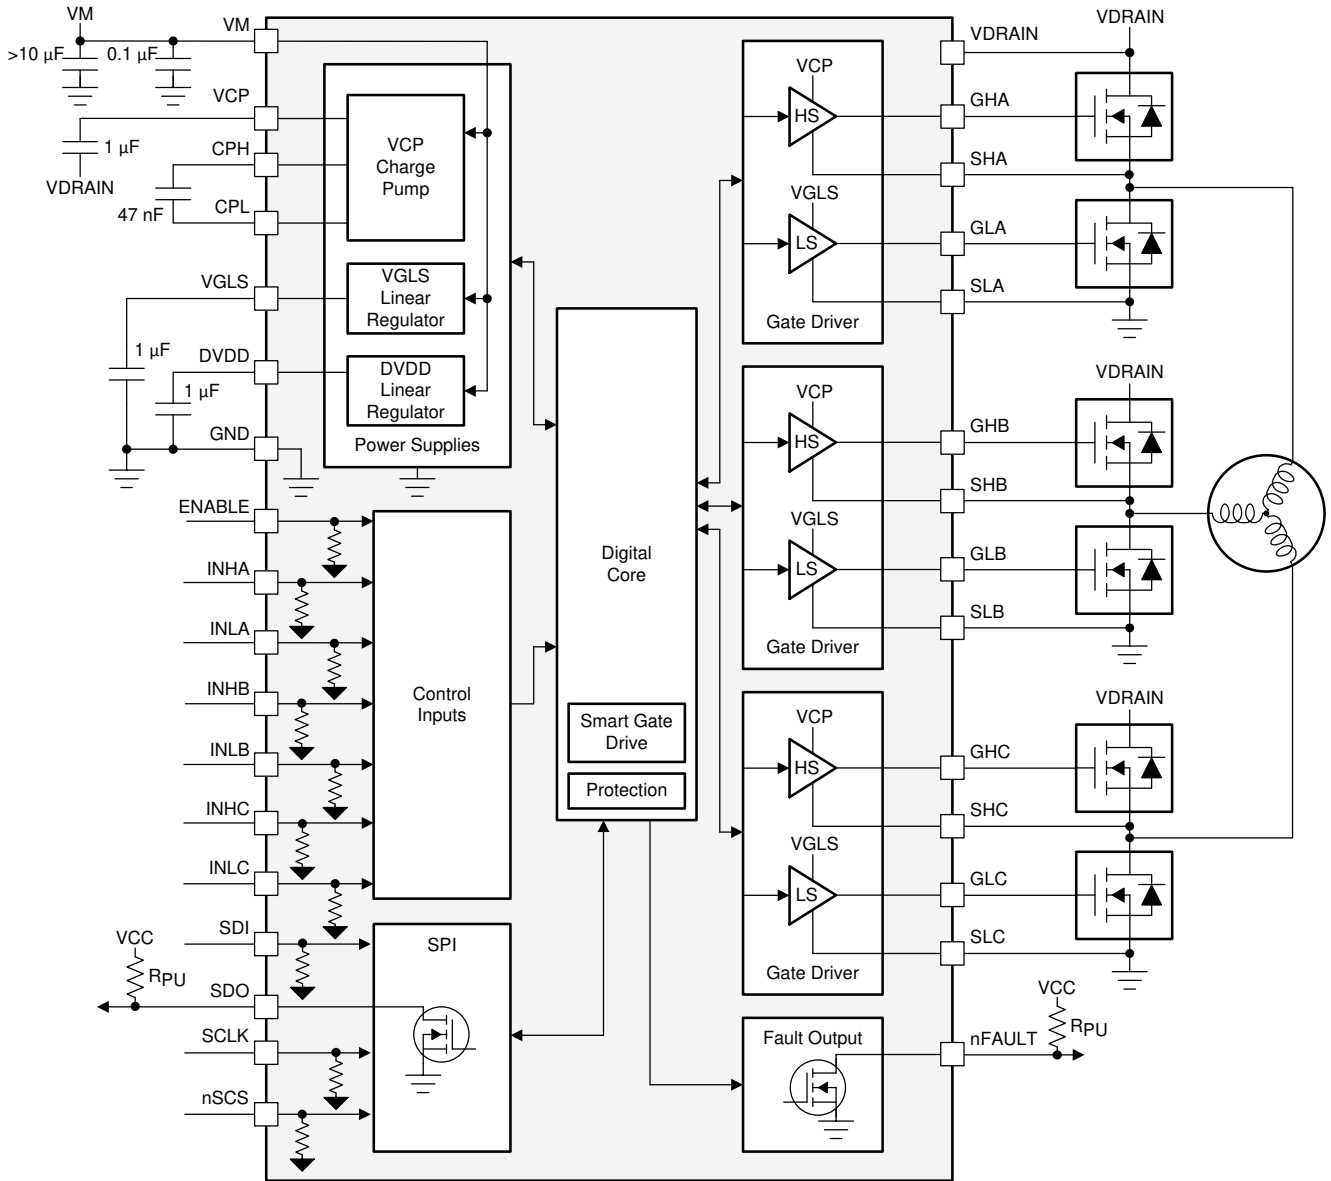 VM
VM
>10 µF
0.1 µF
VCP
1 µF
VDRAIN
CPH
47 nF
CPL
VCP
Charge
Pump
VGLS
VGLS
Linear
Regulator
1 µF
DVDD
1 µF
DVDD
Linear
Regulator
GND
Power Supplies
ENABLE
INHA
INLA
INHB
INLB
INHC
INLC
Control
Inputs
SDI
VCC
RPU
SDO
SCLK
nSCS
SPI
Digital
Core
Smart Gate
Drive
Protection
VCP
HS
VGLS
LS
Gate Driver
VDRAIN
VDRAIN
GHA
SHA
GLA
SLA
VCP
HS
VGLS
LS
Gate Driver
VDRAIN
GHB
SHB
GLB
SLB
VCP
HS
VGLS
LS
Gate Driver
VDRAIN
GHC
SHC
GLC
SLC
Fault Output
VCC
nFAULT
RPU